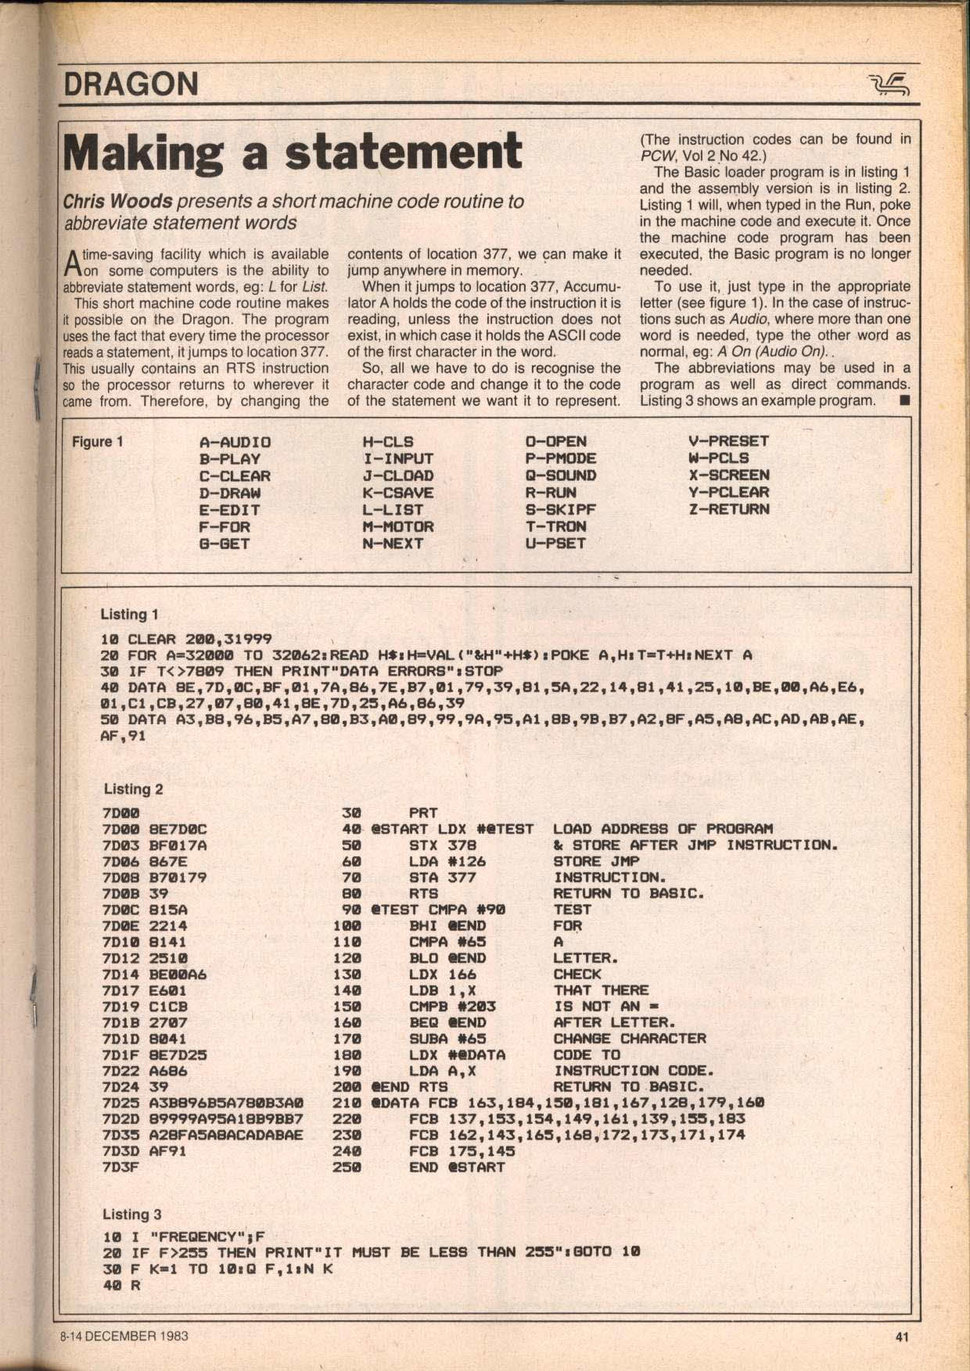 DRAGON
Making a statement
Chris Woods presents a short machine code routine to
abbreviate statement words
A time-saving facility which is available
on some computers is the ability to
abbreviate statement words, eg: L for List.
This short machine code routine makes
it possible on the Dragon. The program
uses the fact that every time the processor
reads a statement, it jumps to location 377.
This usually contains an RTS instruction
so the processor returns to wherever it
came from. Therefore, by changing the
contents of location 377, we can make it
jump anywhere in memory.
When it jumps to location 377, Accumu-
lator A holds the code of the instruction it is
reading, unless the instruction does not
exist, in which case it holds the ASCII code
of the first character in the word.
So, all we have to do is recognise the
character code and change it to the code
of the statement we want it to represent.
(The instruction codes can be found in
PCW, Vol 2 No 42.)
The Basic loader program is in listing 1
and the assembly version is in listing 2.
Listing 1 will, when typed in the Run, poke
in the machine code and execute it. Once
the machine code program has been
executed, the Basic program is no longer
needed.
To use it, just type in the appropriate
letter (see figure 1). In the case of instruc-
tions such as Audio, where more than one
word is needed, type the other word as
normal, eg: A On (Audio On).
The abbreviations may be used in a
program as well as direct commands.
Listing 3 shows an example program. ■
Figure 1
A-AUDIO H-CLS O-OPEN V-PRESET
B-PLAY I-INPUT P-PMODE W-PCLS
C-CLEAR J-CLOAD Q-SOUND X-SCREEN
D-DRAW K-CSAVE R-RUN Y-PCLEAR
E-EDIT L-LIST S-SKIPF Z-RETURN
F-FOR M-MOTOR T-TRON
G-GET N-NEXT U-PSET
Listing 1
10 CLEAR 200,31999
20 FOR A=32000 TO 32062:READ H$:H=VAL("&H"+H$):POKE A,H:T=T+H:NEXT A
30 IF T<>7809 THEN PRINT"DATA ERRORS":STOP
40 DATA 8E,7D,0C,BF,01,7A,86,7E,B7,01,79,39,81,5A,22,14,81,41,25,10,BE,00,A6,E6,
01,C1,CB,27,07,80,41,8E,7D,25,A6,86,39
50 DATA A3,B8,96,B5,A7,80,B3,A0,89,99,9A,95,A1,8B,9B,B7,A2,8F,A5,A8,AC,AD,AB,AE,
AF,91
Listing 2
7D00 30 PRT
7D00 8E7D0C 40 @START LDX #@TEST LOAD ADDRESS OF PROGRAM
7D03 BF017A 50 STX 378 & STORE AFTER JMP INSTRUCTION.
7D06 867E 60 LDA #126 STORE JMP
7D08 B70179 70 STA 377 INSTRUCTION.
7D0B 39 80 RTS RETURN TO BASIC.
7D0C 815A 90 @TEST CMPA #90 TEST
7D0E 2214 100 BHI @END FOR
7D10 8141 110 CMPA #65 A
7D12 2510 120 BLO @END LETTER.
7D14 BE00A6 130 LDX 166 CHECK
7D17 E601 140 LDB 1,X THAT THERE
7D19 C1CB 150 CMPB #203 IS NOT AN =
7D1B 2707 160 BEQ @END AFTER LETTER.
7D1D 8041 170 SUBA #65 CHANGE CHARACTER
7D1F 8E7D25 180 LDX #@DATA CODE TO
7D22 A686 190 LDA A,X INSTRUCTION CODE.
7D24 39 200 @END RTS RETURN TO BASIC.
7D25 A3B896B5A780B3A0 210 @DATA FCB 163,184,150,181,167,128,179,160
7D2D 89999A95A18B9BB7 220 FCB 137,153,154,149,161,139,155,183
7D35 A28FA5A8ACADABAE 230 FCB 162,143,165,168,172,173,171,174
7D3D AF91 240 FCB 175,145
7D3F 250 END @START
Listing 3
10 I "FREQENCY";F
20 IF F>255 THEN PRINT"IT MUST BE LESS THAN 255":GOTO 10
30 F K=1 TO 10:Q F,1:N K
40 R
8-14 DECEMBER 1983 41